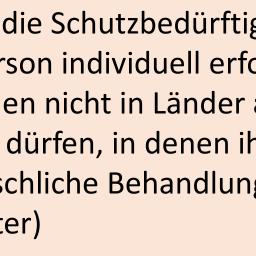 die Schutzbedürftig
rson individuell erfo
en nicht in Länder
dürfen, in denen ih
schliche Behandlung
ter)